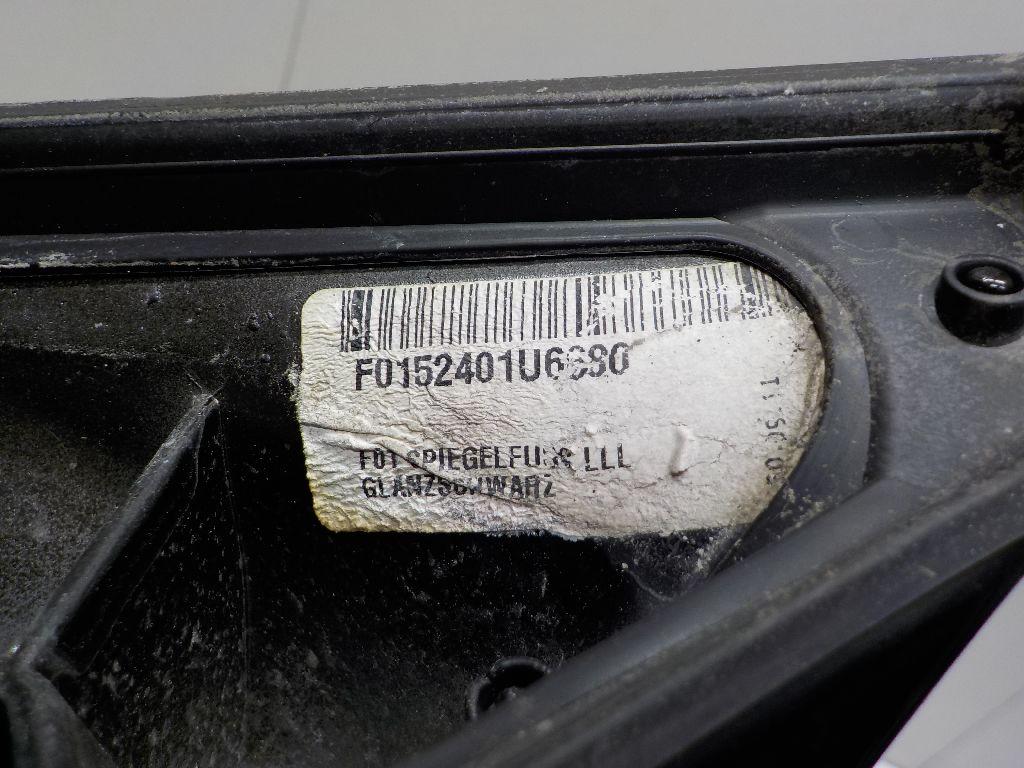 F0152401U6680
F01 SPIEGELFUSS LLL
GLANZSCHWARZ